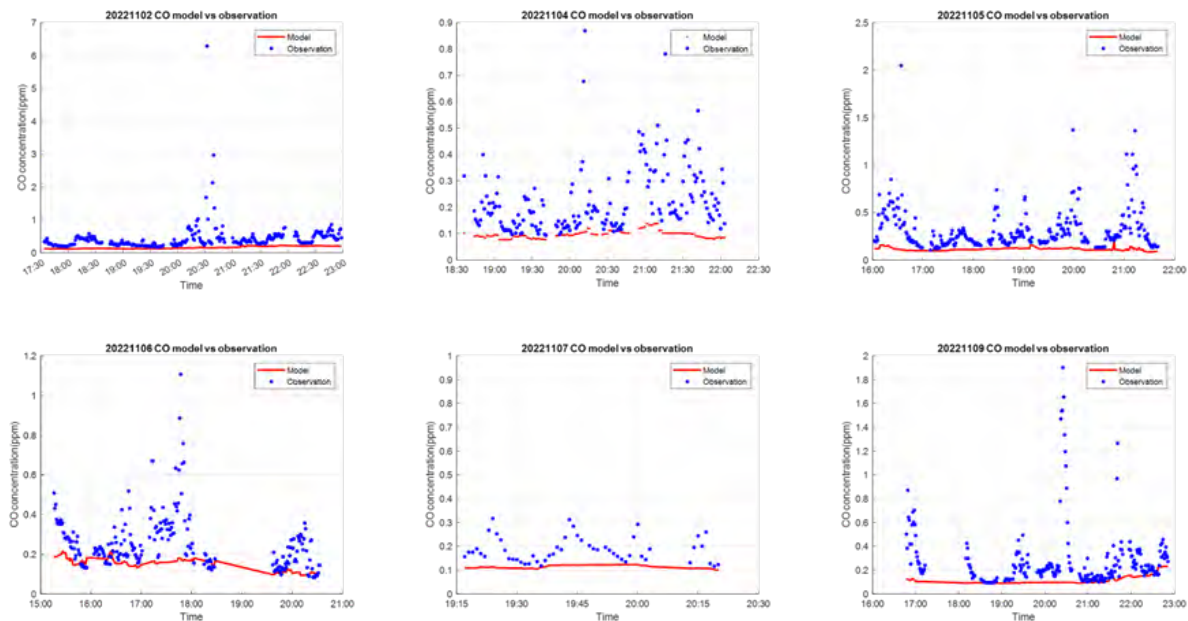 20221102 CO model vs observation
Model
Observation
CO concentration(ppm)
7
6
5
4
3
2
1
0
17:30 18:00 18:30 19:00 19:30 20:00 20:30 21:00 21:30 22:00 22:30 23:00
Time
20221104 CO model vs observation
Model
Observation
CO concentration(ppm)
0.9
0.8
0.7
0.6
0.5
0.4
0.3
0.2
0.1
0
18:30 19:00 19:30 20:00 20:30 21:00 21:30 22:00 22:30
Time
20221105 CO model vs observation
Model
Observation
CO concentration(ppm)
2.5
2
1.5
1
0.5
0
16:00 17:00 18:00 19:00 20:00 21:00 22:00
Time
20221106 CO model vs observation
Model
Observation
CO concentration(ppm)
1.2
1
0.8
0.6
0.4
0.2
0
15:00 16:00 17:00 18:00 19:00 20:00 21:00
Time
20221107 CO model vs observation
Model
Observation
CO concentration(ppm)
1
0.9
0.8
0.7
0.6
0.5
0.4
0.3
0.2
0.1
0
19:15 19:30 19:45 20:00 20:15 20:30
Time
20221109 CO model vs observation
Model
Observation
CO concentration(ppm)
2
1.8
1.6
1.4
1.2
1
0.8
0.6
0.4
0.2
0
16:00 17:00 18:00 19:00 20:00 21:00 22:00 23:00
Time